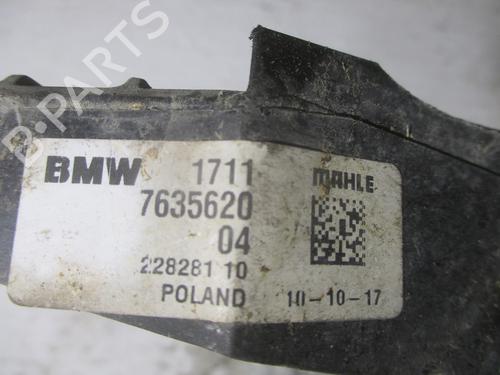 B-PARTS
BMW 1711 MAHLE
7635620
04
228281 10
POLAND 10-10-17